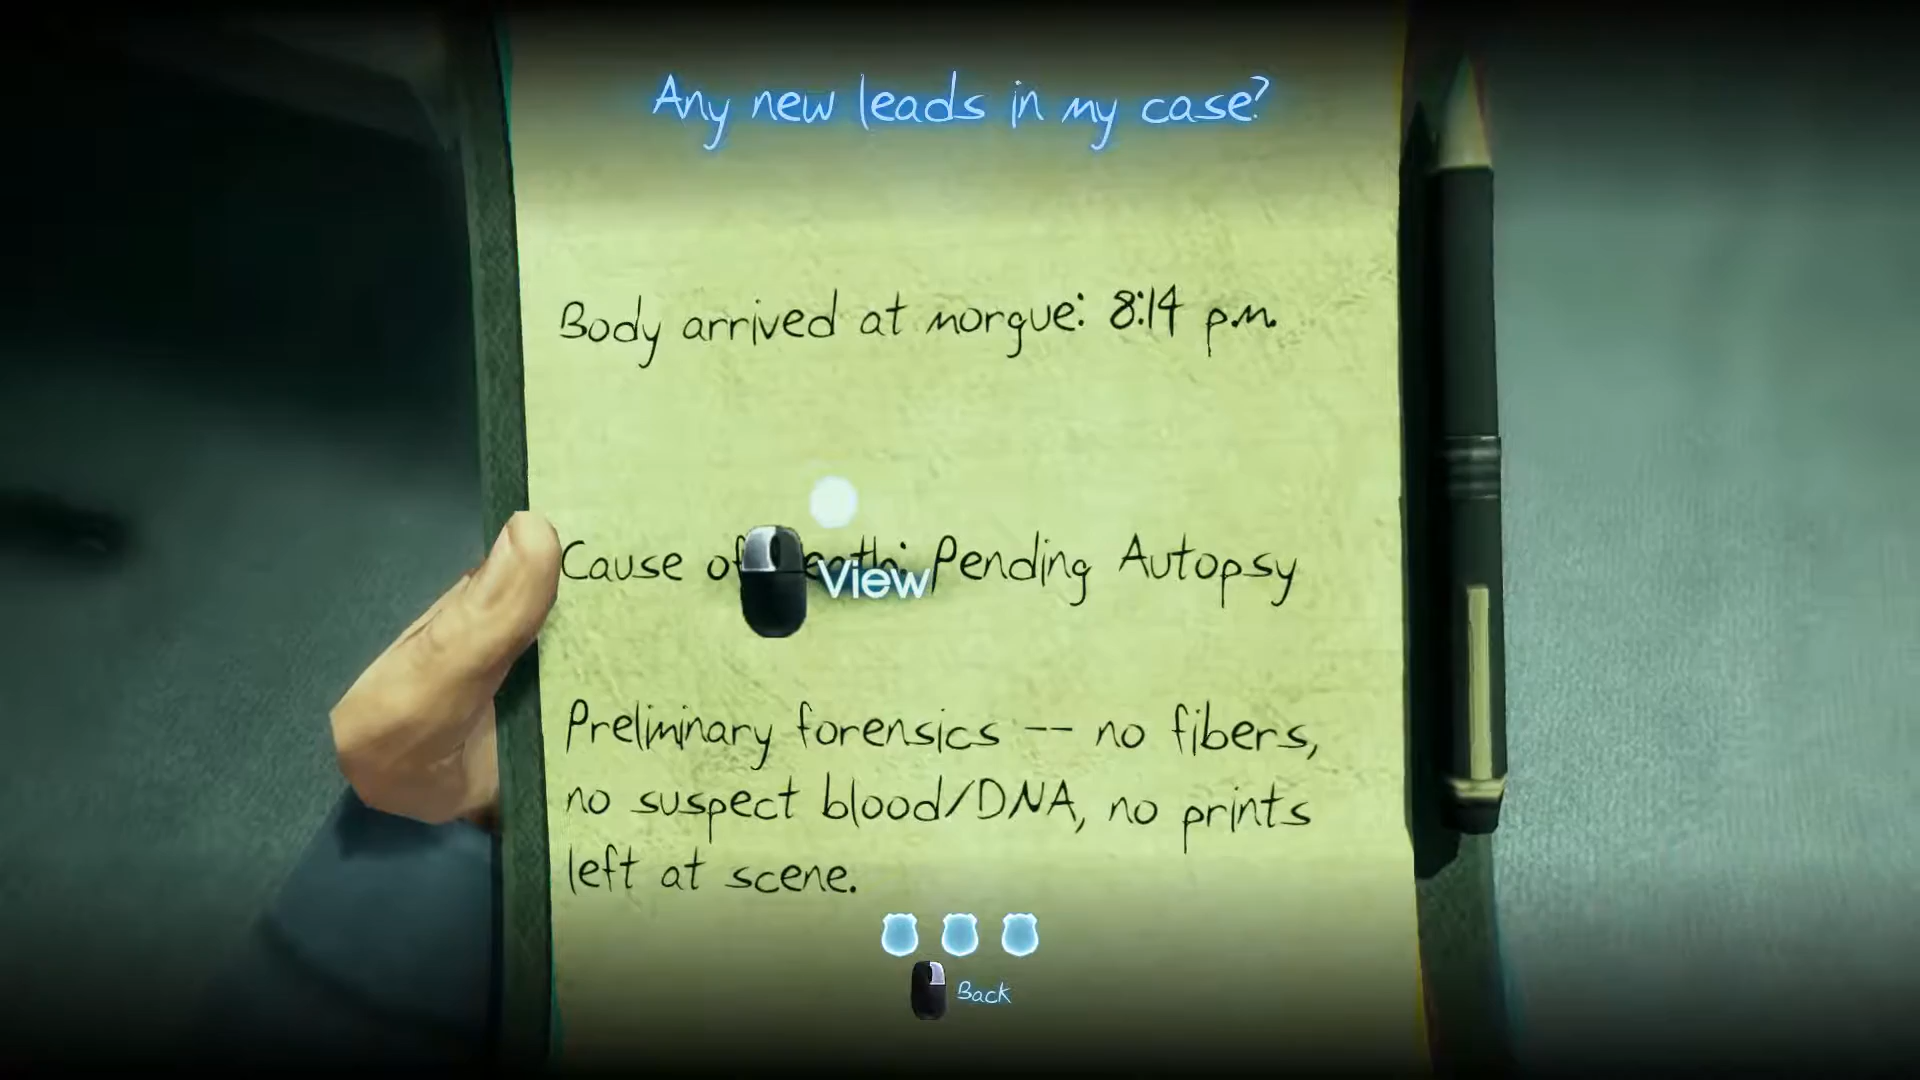 Any new leads in my case?
Body arrived at morgue: 8:14 p.m.
Cause of Pending Autopsy
View
Preliminary forensics -- no fibers,
no suspect blood/DNA, no prints
left at scene.
Back